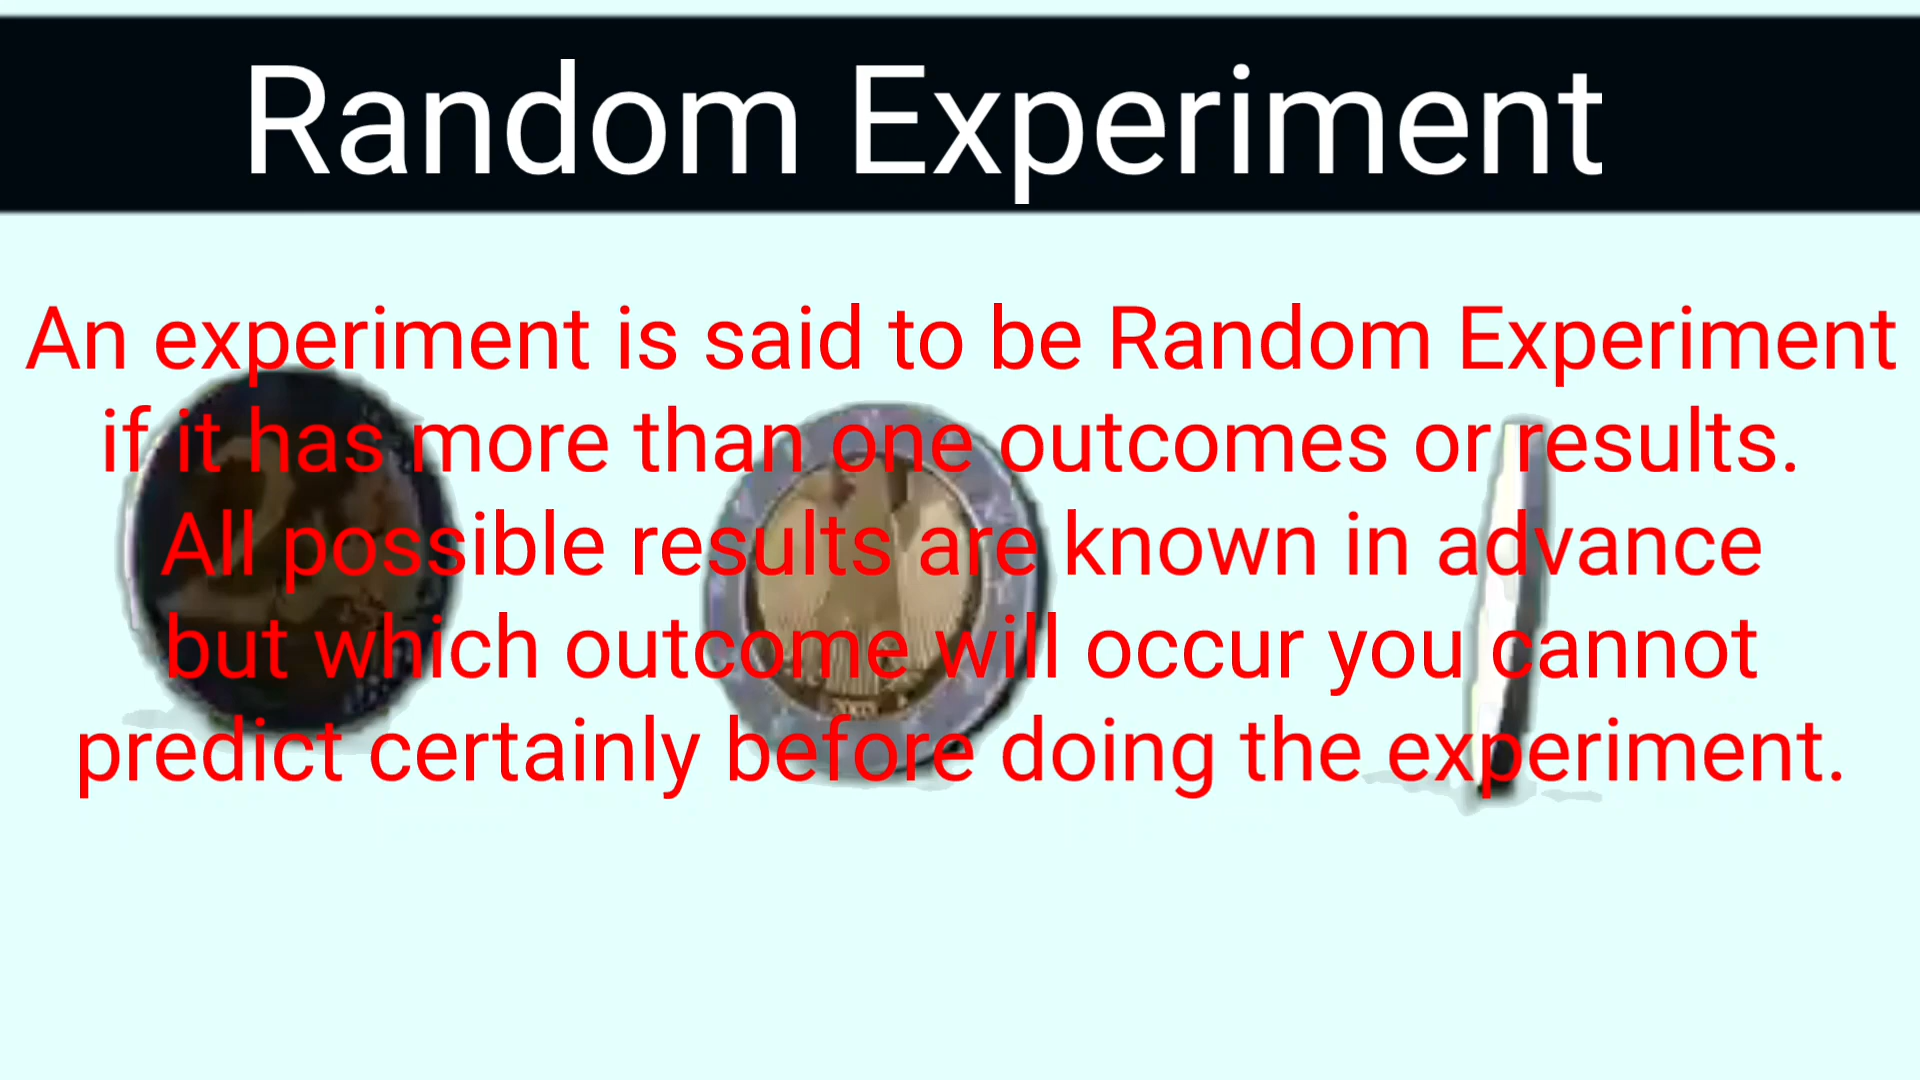 Random Experiment
An experiment is said to be Random Experiment
if it has more than one outcomes or results.
All possible results are known in advance
but which outcome will occur you cannot
predict certainly before doing the experiment.